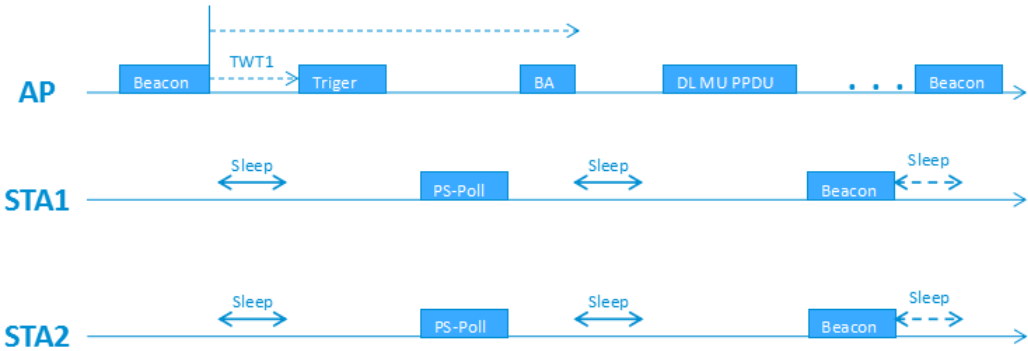 TWT1
AP
Beacon
Triger
BA
DL MU PPDU
. . .
Beacon
Sleep
Sleep
Sleep
STA1
PS-Poll
Beacon
Sleep
Sleep
Sleep
STA2
PS-Poll
Beacon